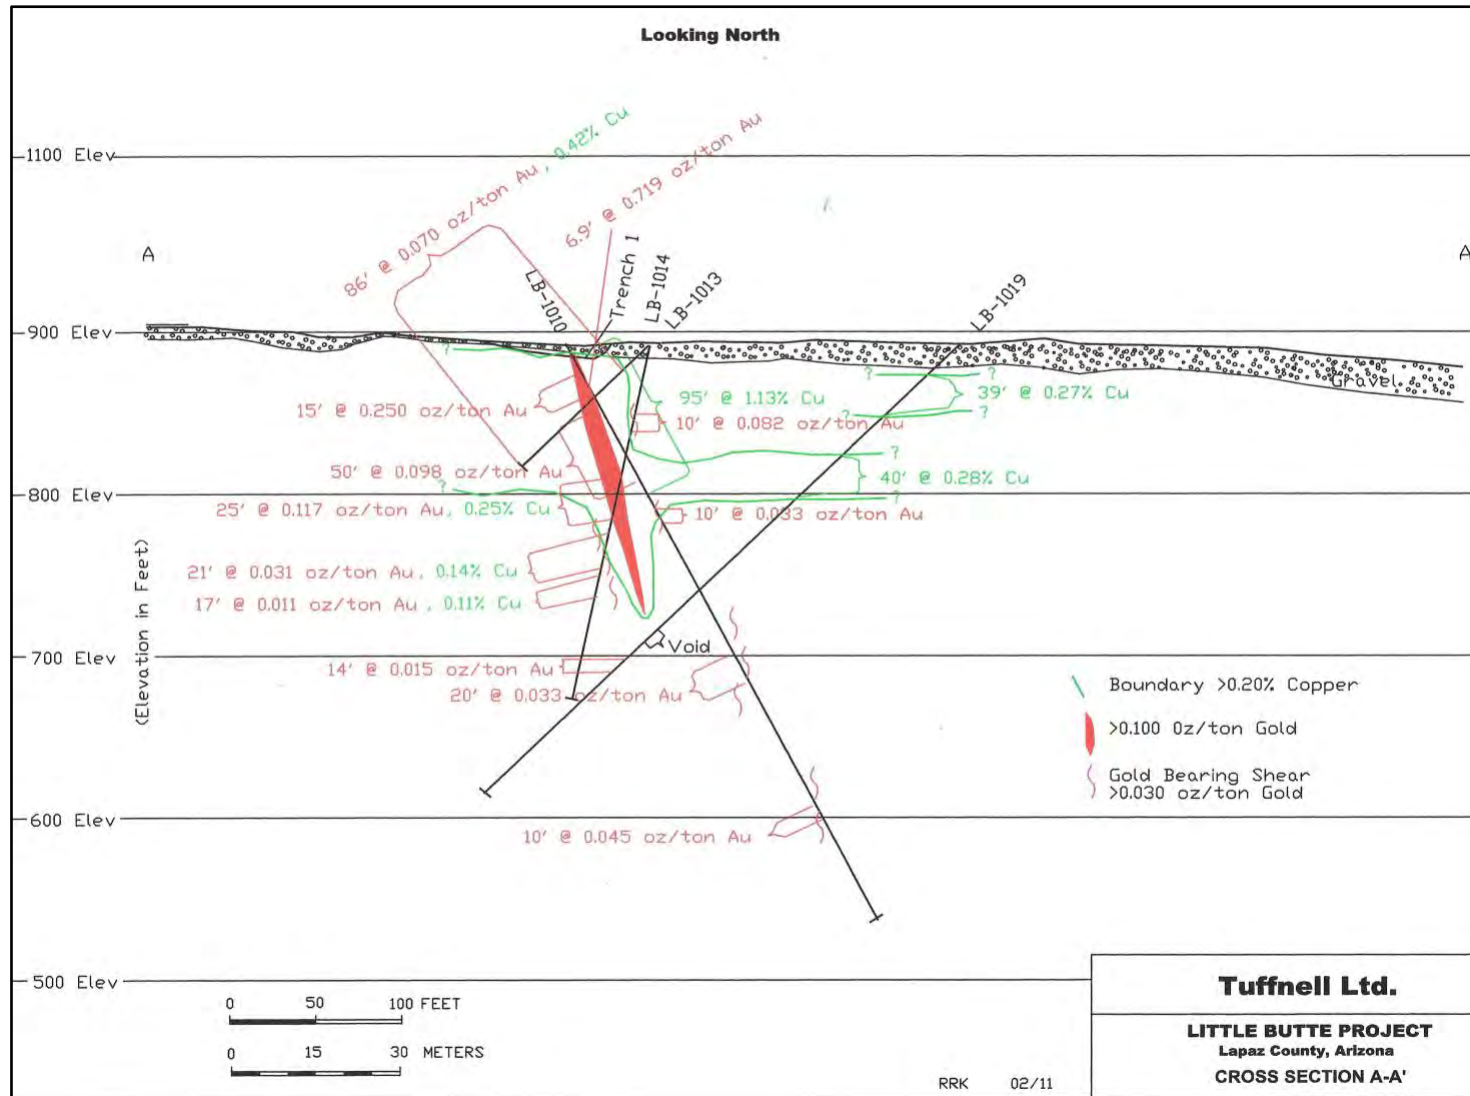 Looking North
1100 Elev
86' @ 0.070 oz/ton Au, 0.42% Cu
6.9' @ 0.719 oz/ton Au
A
A
LB-1010
Trench 1
LB-1014
LB-1013
LB-1019
900 Elev
?
?
?
Gravel
15' @ 0.250 oz/ton Au
95' @ 1.13% Cu
39' @ 0.27% Cu
?
?
10' @ 0.082 oz/ton Au
?
50' @ 0.098 oz/ton Au
40' @ 0.28% Cu
800 Elev
?
?
25' @ 0.117 oz/ton Au, 0.25% Cu
10' @ 0.033 oz/ton Au
(Elevation in Feet)
21' @ 0.031 oz/ton Au, 0.14% Cu
17' @ 0.011 oz/ton Au, 0.11% Cu
Void
700 Elev
14' @ 0.015 oz/ton Au
20' @ 0.033 oz/ton Au
Boundary >0.20% Copper
>0.100 Oz/ton Gold
Gold Bearing Shear
>0.030 oz/ton Gold
600 Elev
10' @ 0.045 oz/ton Au
500 Elev
0 50 100 FEET
0 15 30 METERS
RRK 02/11
Tuffnell Ltd.
LITTLE BUTTE PROJECT
Lapaz County, Arizona
CROSS SECTION A-A'